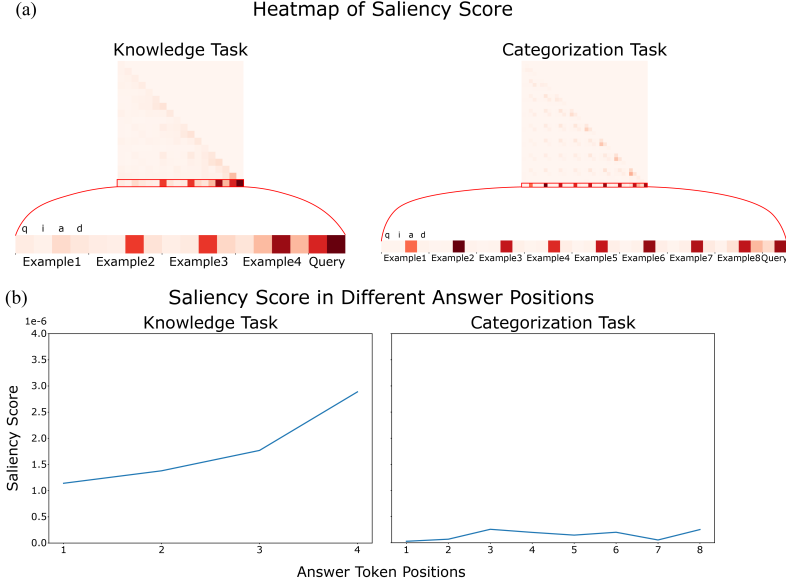 (a)
Heatmap of Saliency Score
Knowledge Task
Categorization Task
q i a d
Example1 Example2 Example3 Example4 Query
q i a d
Example1 Example2 Example3 Example4 Example5 Example6 Example7 Example8 Query
(b)
Saliency Score in Different Answer Positions
Knowledge Task
Categorization Task
1e-6
4.0
3.5
3.0
2.5
2.0
1.5
1.0
0.5
0.0
Saliency Score
1 2 3 4
1 2 3 4 5 6 7 8
Answer Token Positions